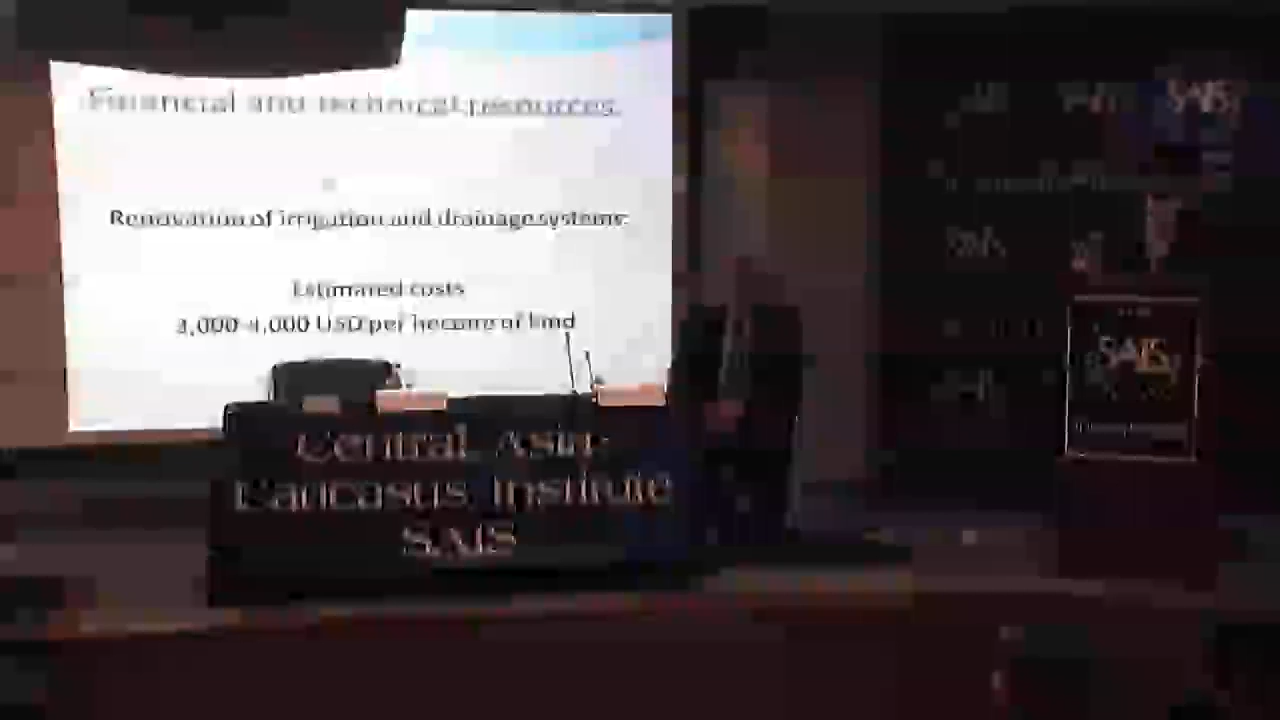 Financial and technical resources
Renovation of irrigation and drainage systems
Estimated costs
3,000-4,000 USD per hectare of land
Central Asia-
Caucasus Institute
SAIS
SAIS
SAIS